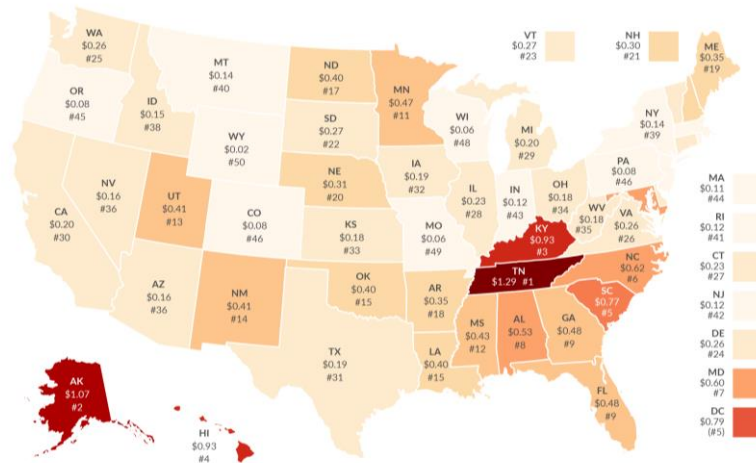 WA
$0.26
#25
OR
$0.08
#45
CA
$0.20
#30
NV
$0.16
#36
ID
$0.15
#38
MT
$0.14
#40
WY
$0.02
#50
UT
$0.41
#13
AZ
$0.16
#36
CO
$0.08
#46
NM
$0.41
#14
ND
$0.40
#17
SD
$0.27
#22
NE
$0.31
#20
KS
$0.18
#33
OK
$0.40
#15
TX
$0.19
#31
MN
$0.47
#11
IA
$0.19
#32
MO
$0.06
#49
AR
$0.35
#18
LA
$0.40
#15
WI
$0.06
#48
IL
$0.23
#28
MI
$0.20
#29
IN
$0.12
#43
OH
$0.18
#34
KY
$0.93
#3
TN
$1.29 #1
MS
$0.43
#12
AL
$0.53
#8
GA
$0.48
#9
FL
$0.48
#9
SC
$0.77
#5
NC
$0.62
#6
VA
$0.26
#26
WV
$0.18
#35
PA
$0.08
#46
NY
$0.14
#39
VT
$0.27
#23
NH
$0.30
#21
ME
$0.35
#19
MA
$0.11
#44
RI
$0.12
#41
CT
$0.23
#27
NJ
$0.12
#42
DE
$0.26
#24
MD
$0.60
#7
DC
$0.79
(#5)
AK
$1.07
#2
HI
$0.93
#4